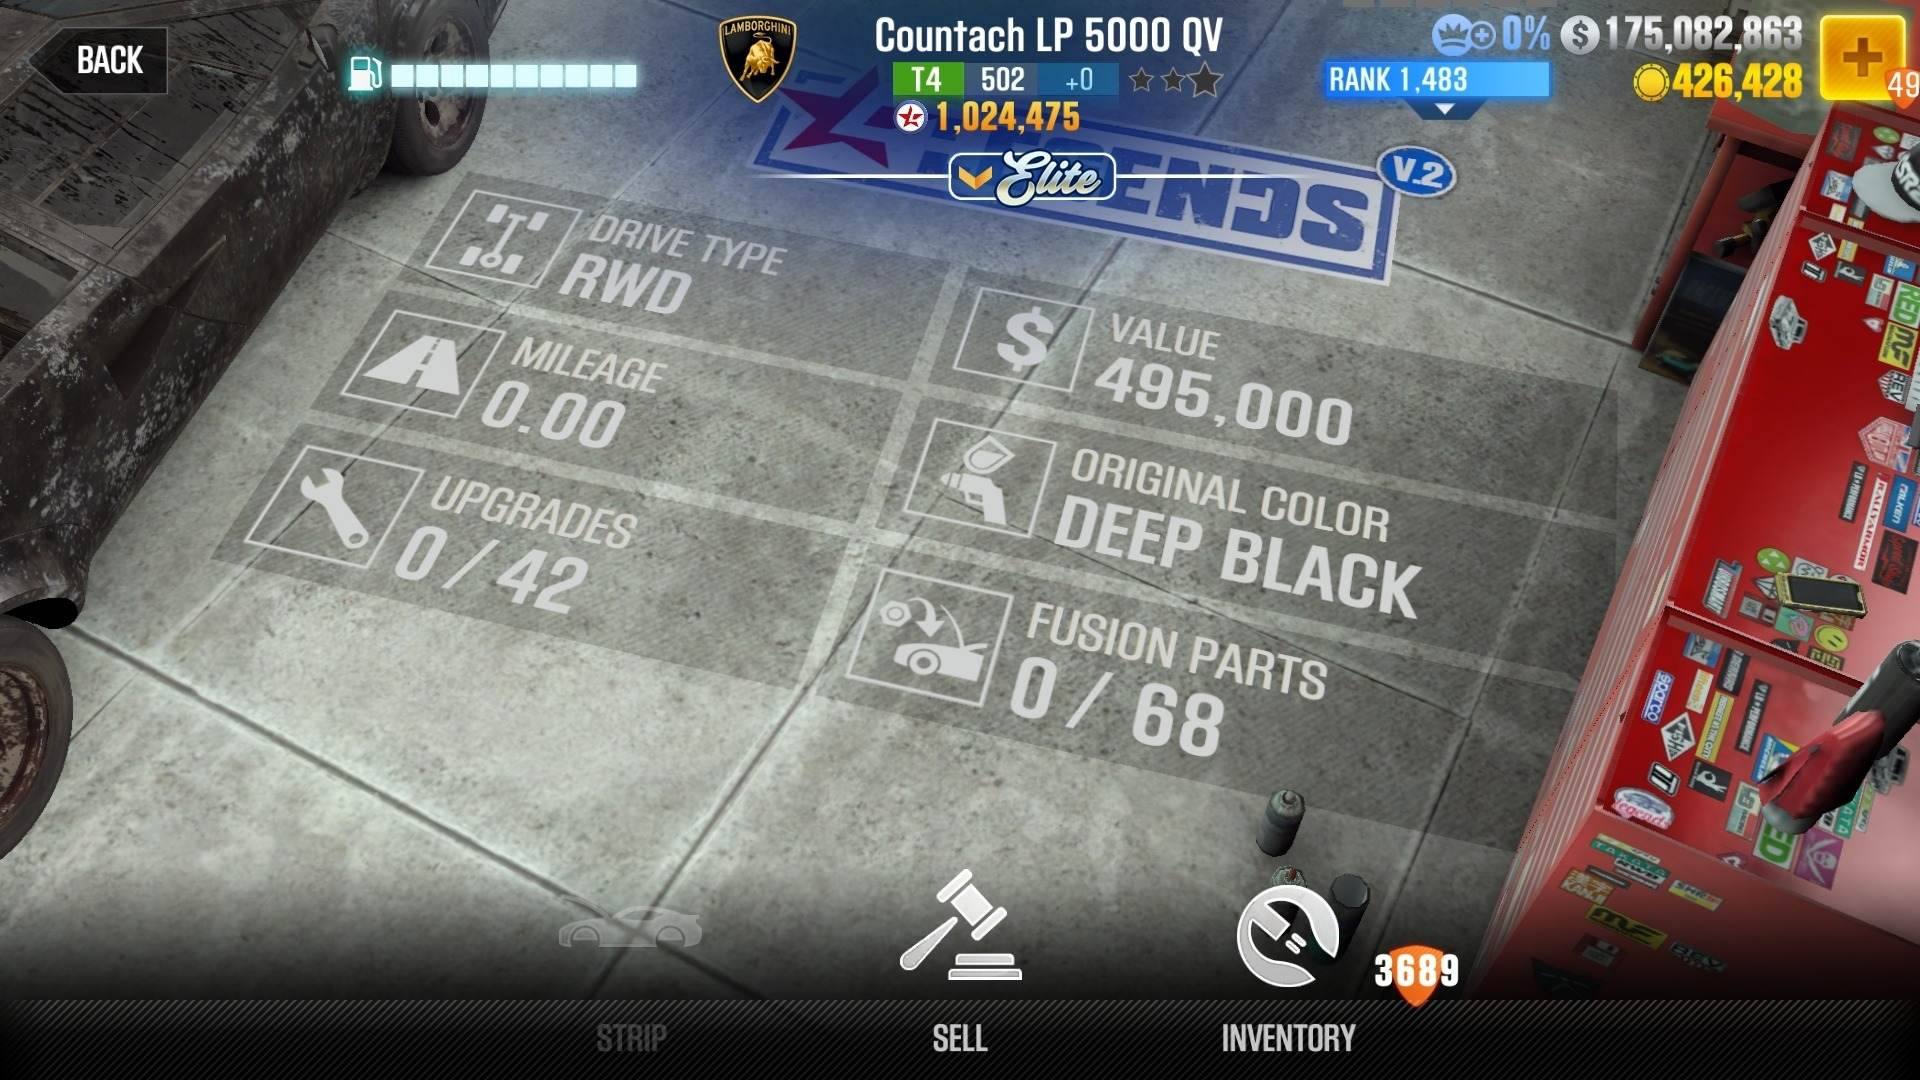 BACK
LAMBORGHINI
Countach LP 5000 QV
T4 502 +0
1,024,475
Elite
V.2
0%
175,082,863
RANK 1,483
426,428
49
DRIVE TYPE
RWD
MILEAGE
0.00
UPGRADES
0 / 42
VALUE
495,000
ORIGINAL COLOR
DEEP BLACK
FUSION PARTS
0 / 68
3689
STRIP
SELL
INVENTORY
SPARCO
TAKATA